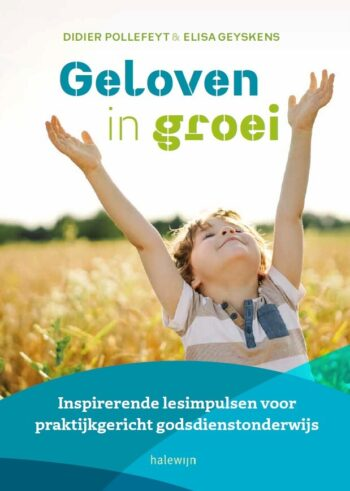 DIDIER POLLEFEYT & ELISA GEYSKENS
Geloven
in groei
Inspirerende lesimpulsen voor
praktijkgericht godsdienstonderwijs
halewijn